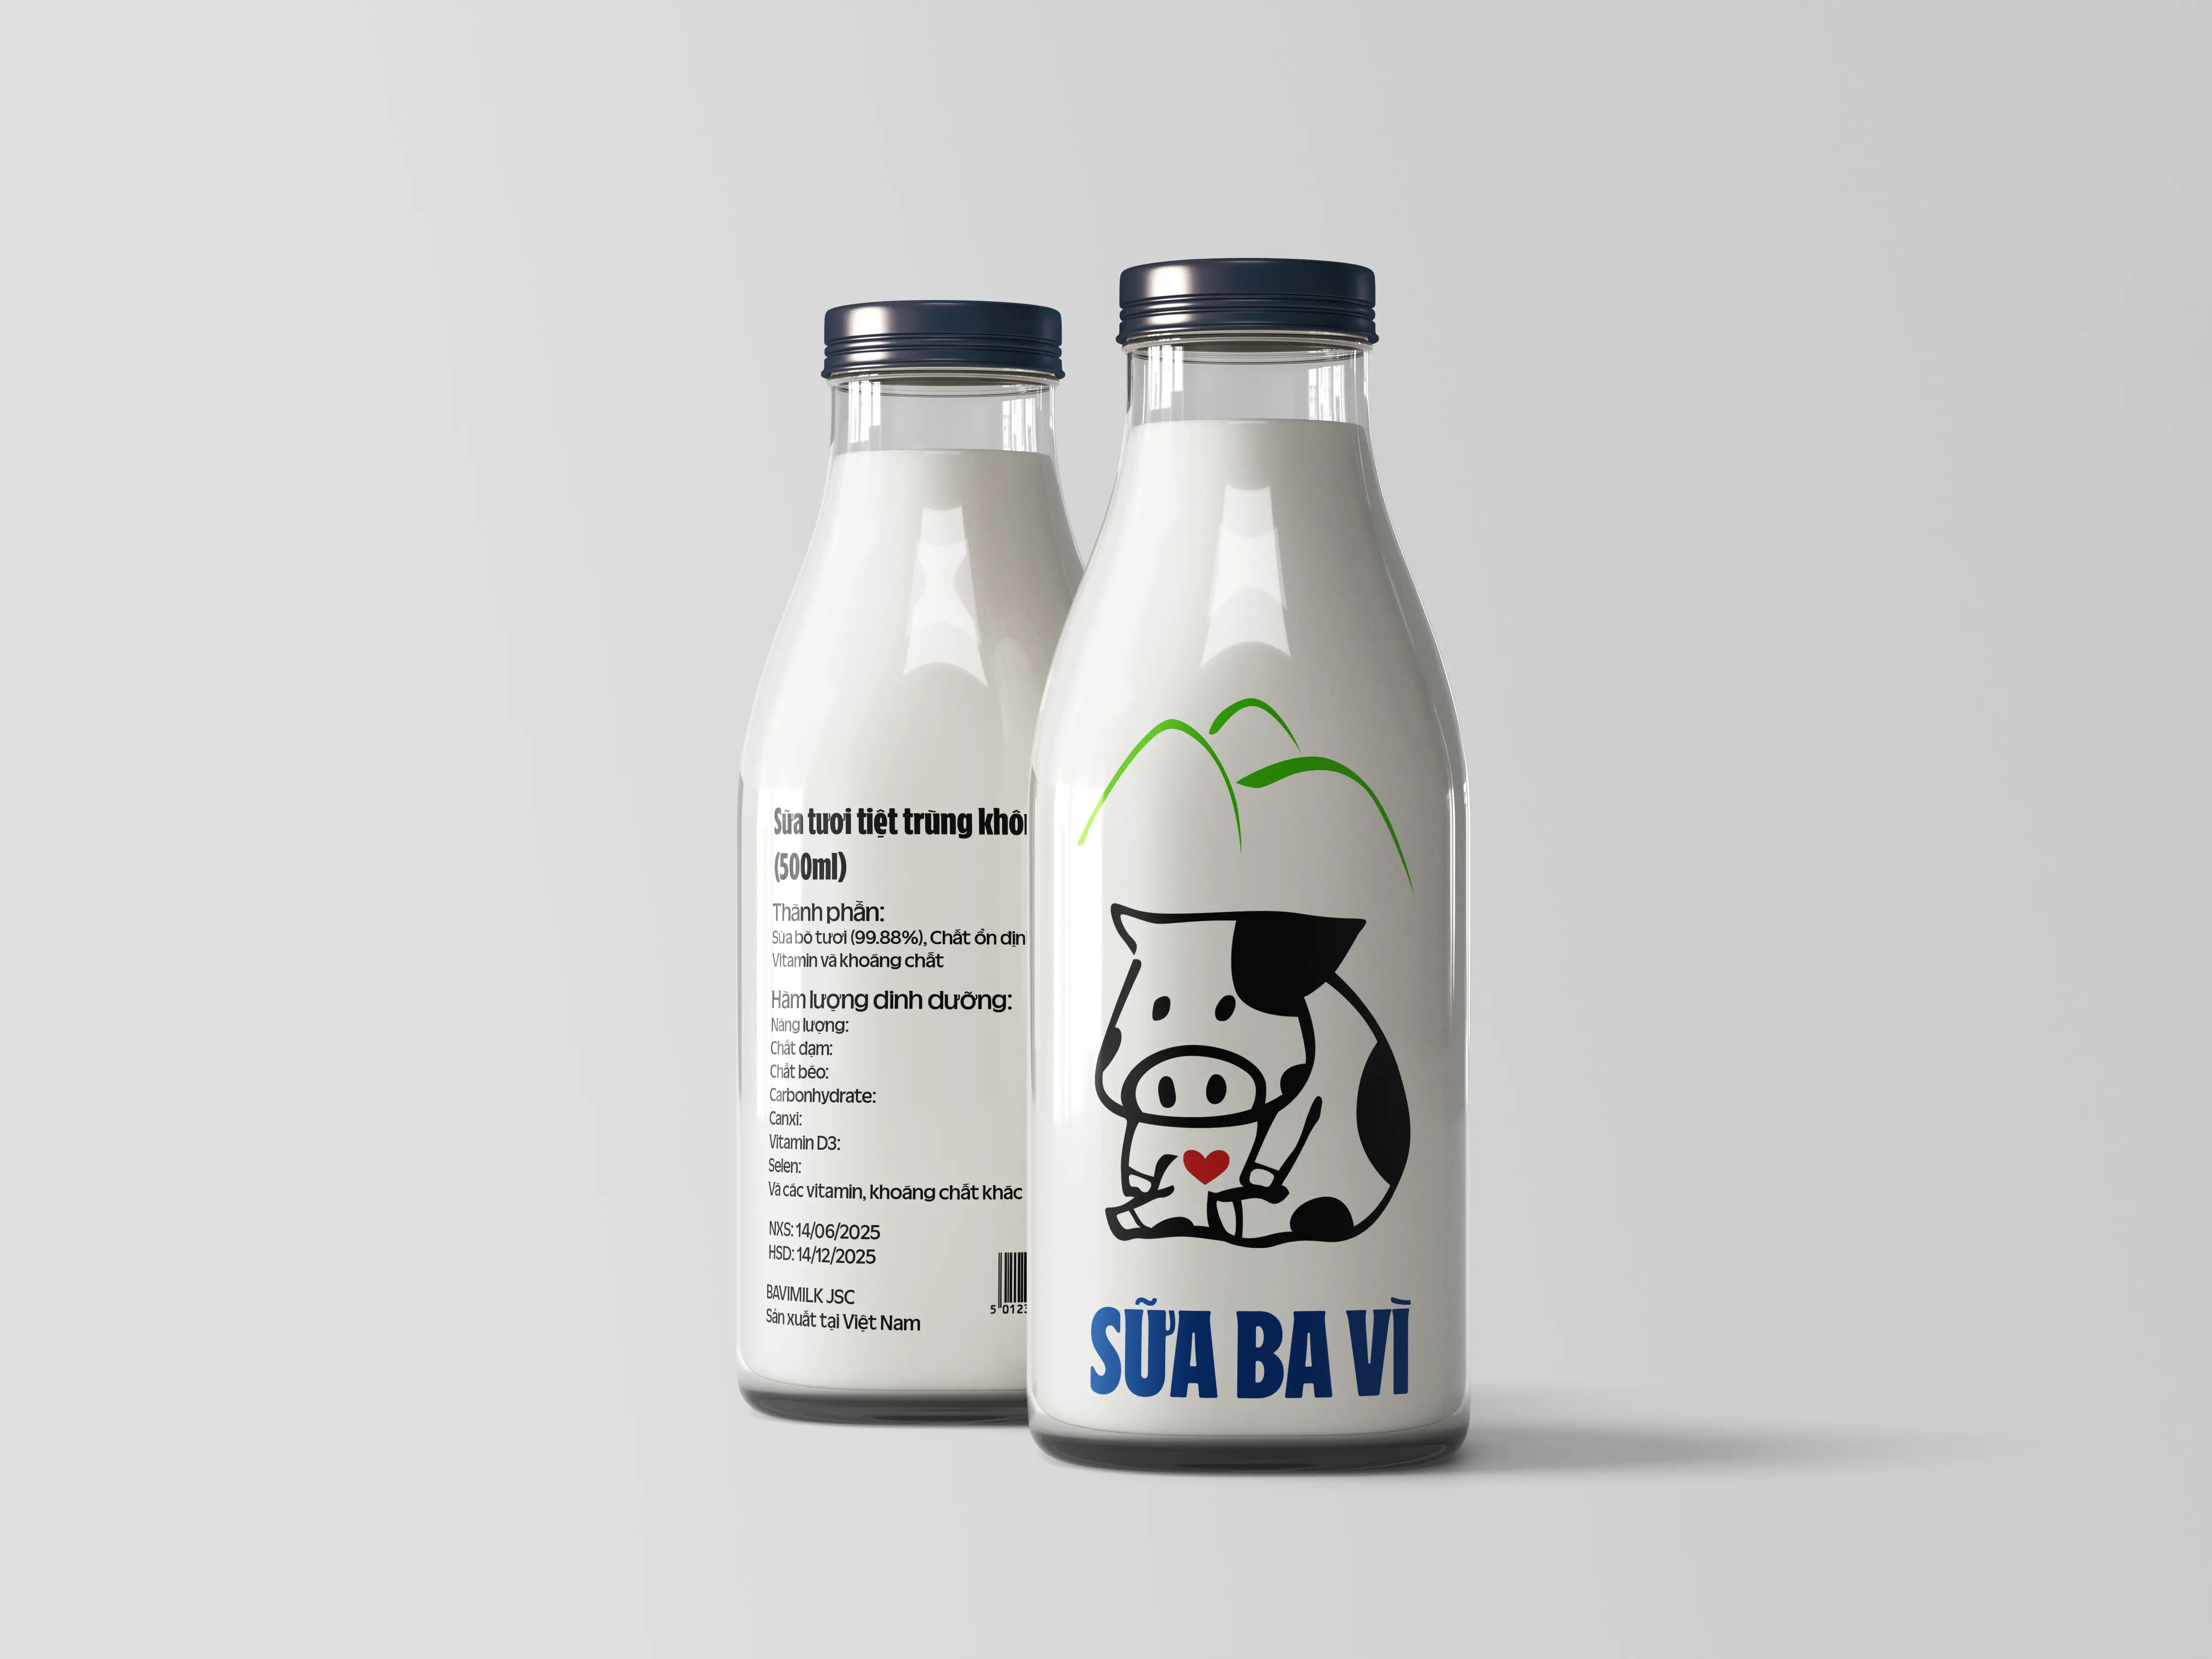 Sữa tươi tiệt trùng
(500ml)
Thành phần:
Sữa bò tươi (99.88%), Chất ổn
Vitamin và khoáng chất
Hàm lượng dinh dưỡng:
Năng lượng:
Chất đạm:
Chất béo:
Carbonhydrate:
Canxi:
Vitamin D3:
Selen:
Và các vitamin, khoáng chất khác
NXS: 14/06/2025
HSD: 14/12/2025
BAVIMILK JSC
Sản xuất tại Việt Nam
5 0123
SỮA BA VÌ